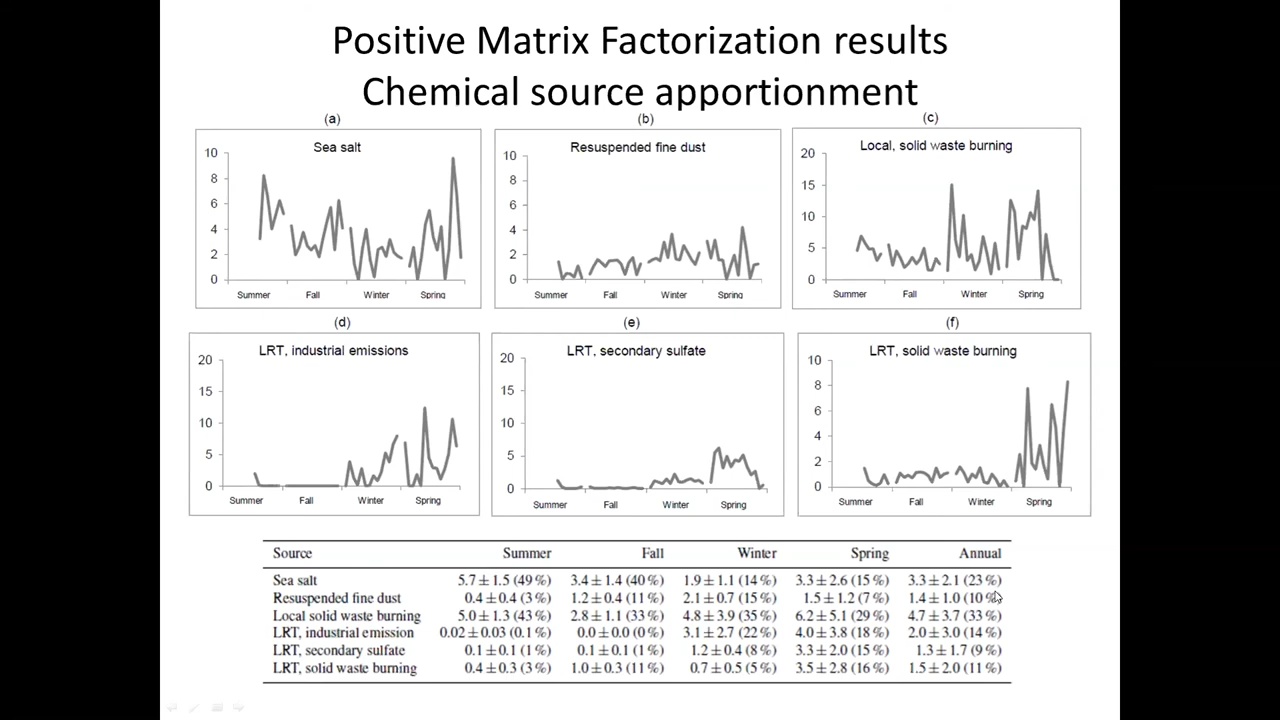 Positive Matrix Factorization results
Chemical source apportionment
(a)
(b)
(c)
Sea salt
10
8
6
4
2
0
Summer Fall Winter Spring
Resuspended fine dust
10
8
6
4
2
0
Summer Fall Winter Spring
Local, solid waste burning
20
15
10
5
0
Summer Fall Winter Spring
(d)
(e)
(f)
LRT, industrial emissions
20
15
10
5
0
Summer Fall Winter Spring
LRT, secondary sulfate
20
15
10
5
0
Summer Fall Winter Spring
LRT, solid waste burning
10
8
6
4
2
0
Summer Fall Winter Spring
Source Summer Fall Winter Spring Annual
Sea salt 5.7 ± 1.5 (49 %) 3.4 ± 1.4 (40 %) 1.9 ± 1.1 (14 %) 3.3 ± 2.6 (15 %) 3.3 ± 2.1 (23 %)
Resuspended fine dust 0.4 ± 0.4 (3 %) 1.2 ± 0.4 (11 %) 2.1 ± 0.7 (15 %) 1.5 ± 1.2 (7 %) 1.4 ± 1.0 (10 %)
Local solid waste burning 5.0 ± 1.3 (43 %) 2.8 ± 1.1 (33 %) 4.8 ± 3.9 (35 %) 6.2 ± 5.1 (29 %) 4.7 ± 3.7 (33 %)
LRT, industrial emission 0.02 ± 0.03 (0.1 %) 0.0 ± 0.0 (0 %) 3.1 ± 2.7 (22 %) 4.0 ± 3.8 (18 %) 2.0 ± 3.0 (14 %)
LRT, secondary sulfate 0.1 ± 0.1 (1 %) 0.1 ± 0.1 (1 %) 1.2 ± 0.4 (8 %) 3.3 ± 2.0 (15 %) 1.3 ± 1.7 (9 %)
LRT, solid waste burning 0.4 ± 0.3 (3 %) 1.0 ± 0.3 (11 %) 0.7 ± 0.5 (5 %) 3.5 ± 2.8 (16 %) 1.5 ± 2.0 (11 %)